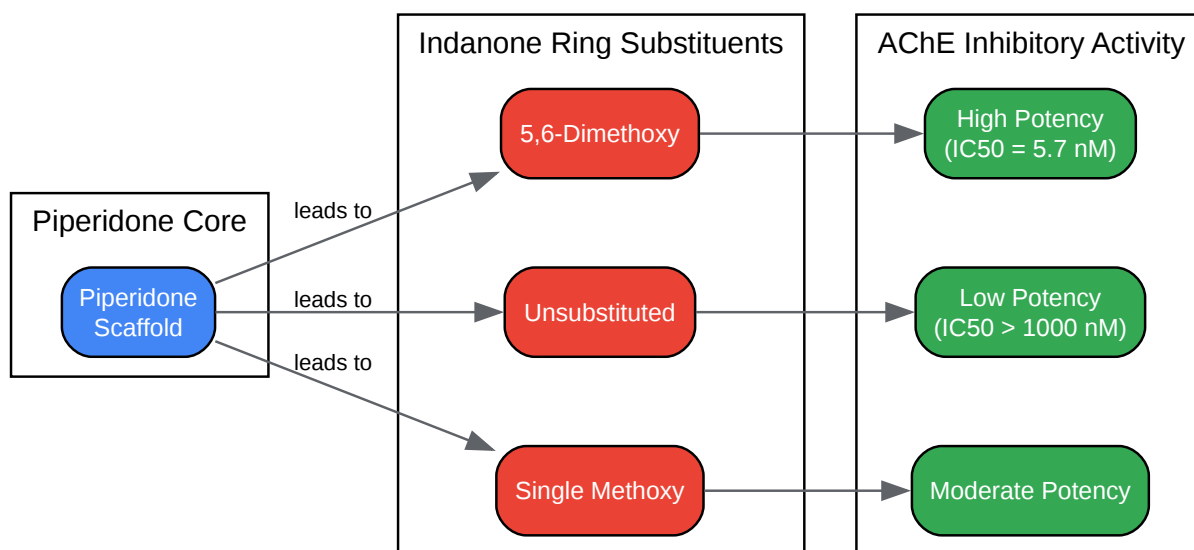 Piperidone Core
Piperidone
Scaffold
leads to
leads to
leads to
Indanone Ring Substituents
5,6-Dimethoxy
Unsubstituted
Single Methoxy
AChE Inhibitory Activity
High Potency
(IC50 = 5.7 nM)
Low Potency
(IC50 > 1000 nM)
Moderate Potency